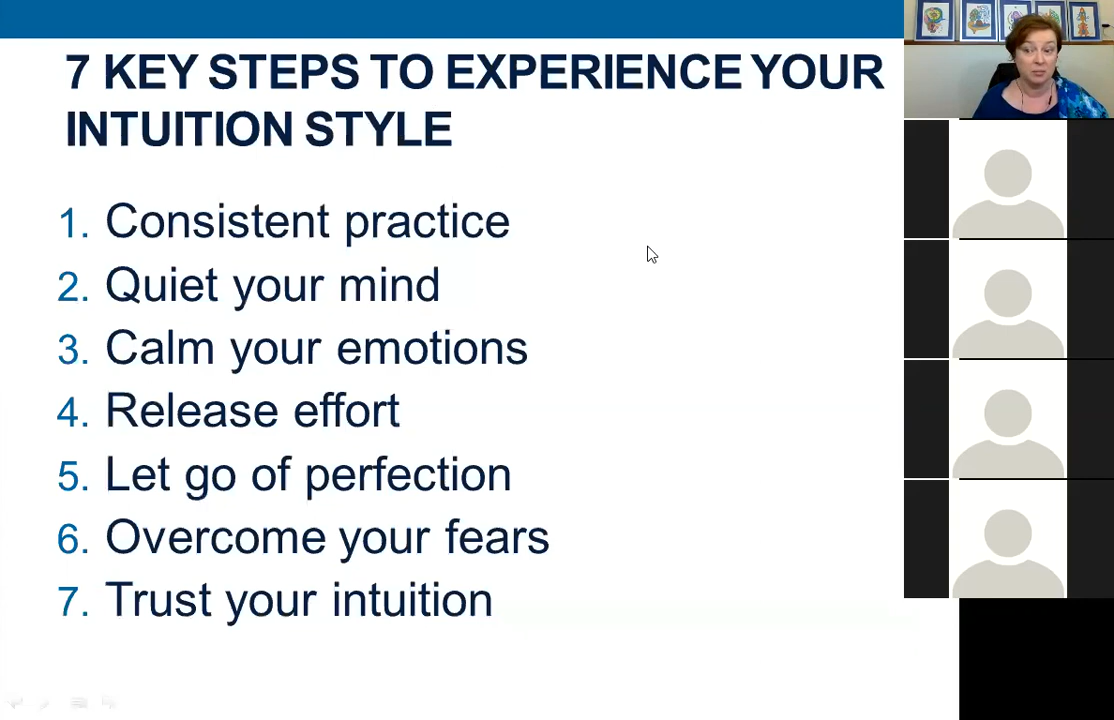 7 KEY STEPS TO EXPERIENCE YOUR
INTUITION STYLE
1. Consistent practice
2. Quiet your mind
3. Calm your emotions
4. Release effort
5. Let go of perfection
6. Overcome your fears
7. Trust your intuition